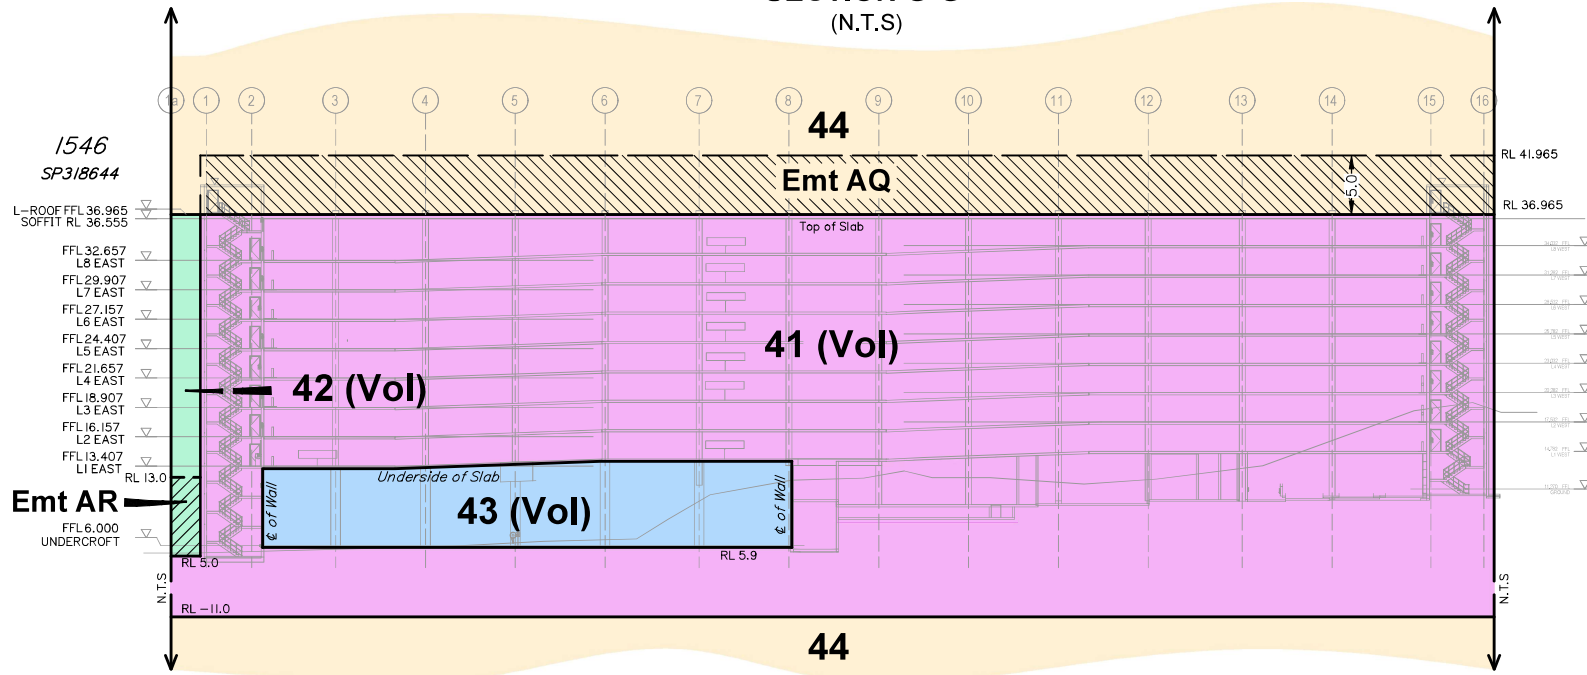 (N.T.S)
1a 1 2 3 4 5 6 7 8 9 10 11 12 13 14 15 16
44
1546
SP318644
RL 41.965
Emt AQ
5.0
L-ROOF FFL 36.965
SOFFIT RL 36.555
RL 36.965
Top of Slab
FFL 32.657
L8 EAST
FFL 29.907
L7 EAST
FFL 27.157
L6 EAST
FFL 24.407
L5 EAST
41 (Vol)
FFL 21.657
L4 EAST
42 (Vol)
FFL 18.907
L3 EAST
FFL 16.157
L2 EAST
FFL 13.407
L1 EAST
RL 13.0
Underside of Slab
Emt AR
℄ of Wall
43 (Vol)
℄ of Wall
FFL 6.000
UNDERCROFT
RL 5.9
RL 5.0
N.T.S
N.T.S
RL -11.0
44